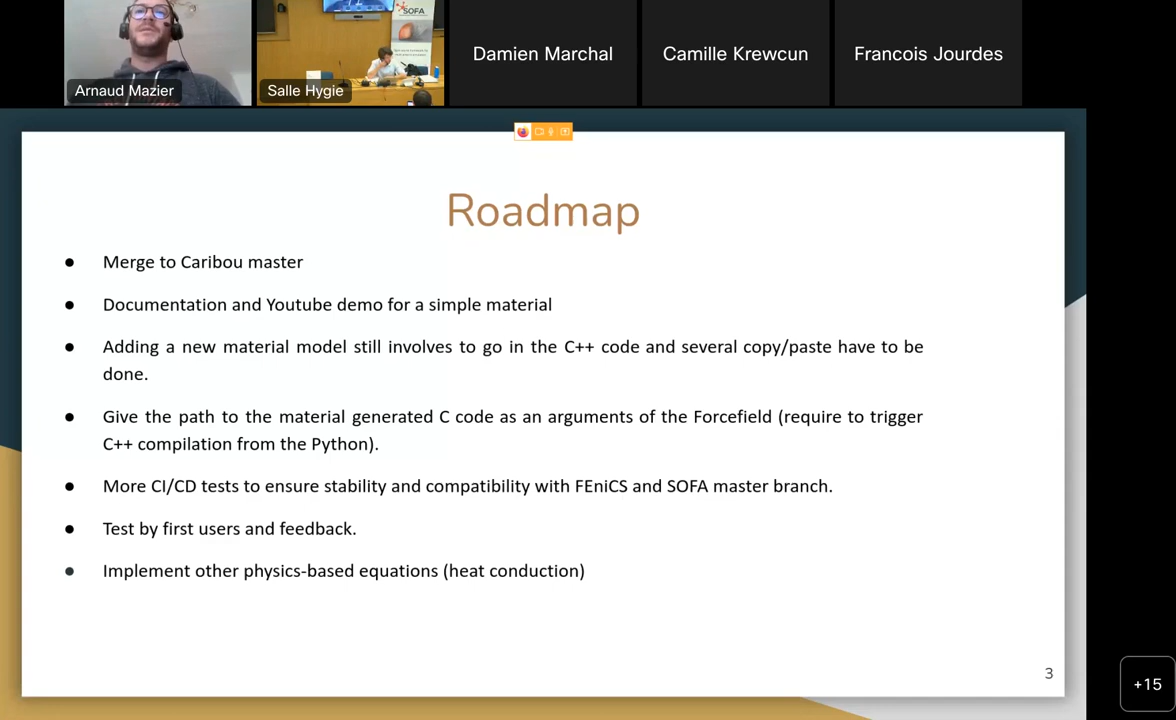 SOFA
Arnaud Mazier
Salle Hygie
Damien Marchal
Camille Krewcun
Francois Jourdes
Roadmap
● Merge to Caribou master
● Documentation and Youtube demo for a simple material
● Adding a new material model still involves to go in the C++ code and several copy/paste have to be
done.
● Give the path to the material generated C code as an arguments of the Forcefield (require to trigger
C++ compilation from the Python).
● More CI/CD tests to ensure stability and compatibility with FEniCS and SOFA master branch.
● Test by first users and feedback.
● Implement other physics-based equations (heat conduction)
3
+15